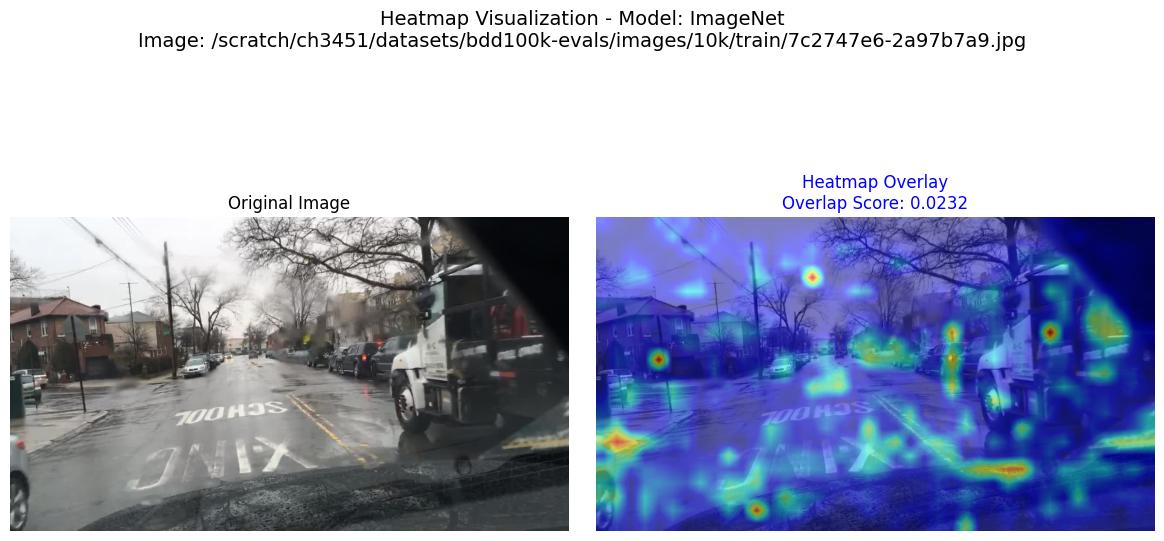 Heatmap Visualization - Model: ImageNet
Image: /scratch/ch3451/datasets/bdd100k-evals/images/10k/train/7c2747e6-2a97b7a9.jpg
Original Image
Heatmap Overlay
Overlap Score: 0.0232
SCHOOL
SCHOOL